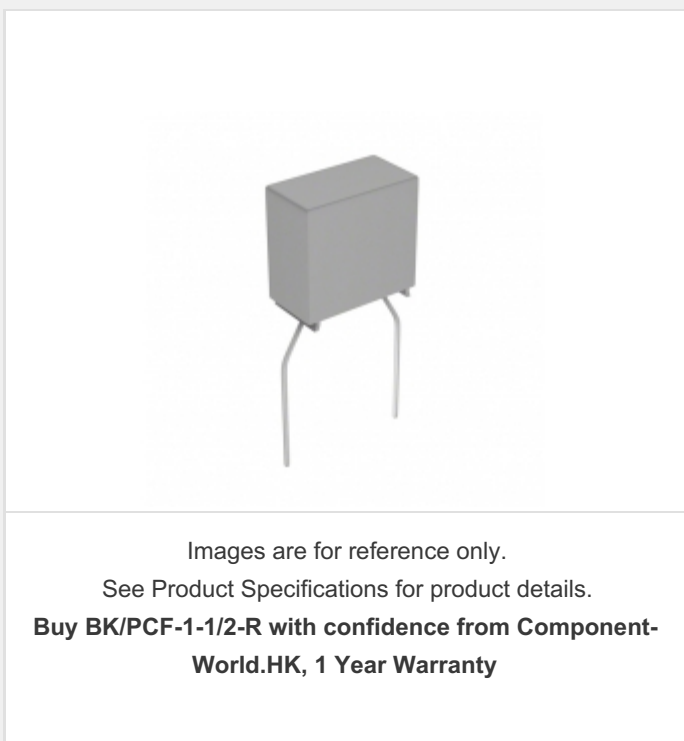 Images are for reference only.
See Product Specifications for product details.
Buy BK/PCF-1-1/2-R with confidence from Component-
World.HK, 1 Year Warranty